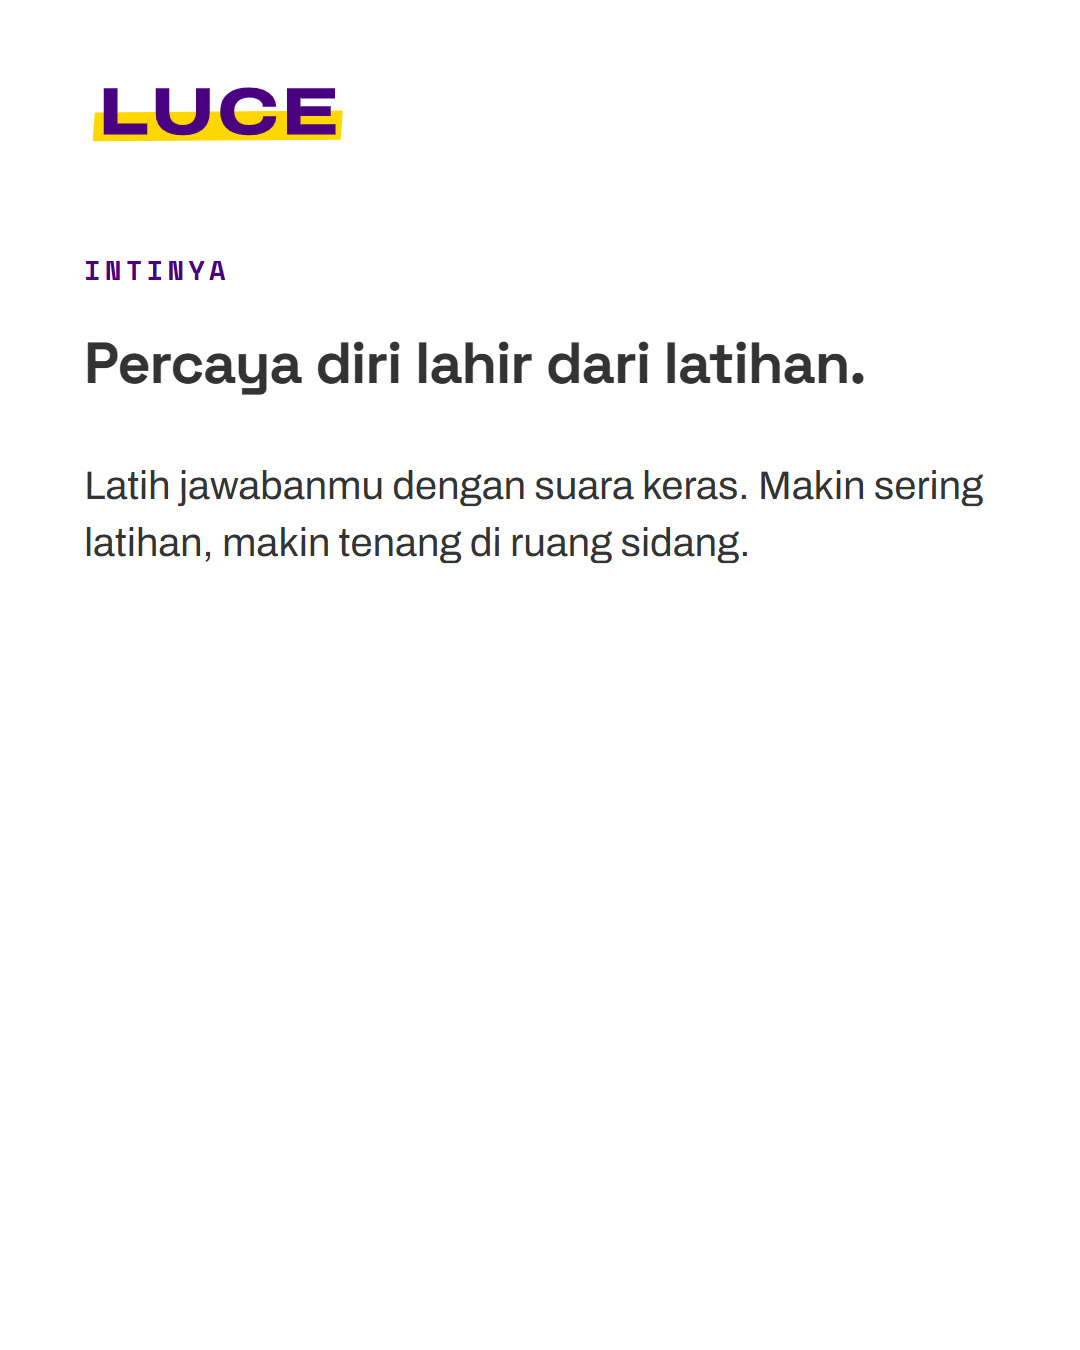 LUCE
INTINYA
Percaya diri lahir dari latihan.
Latih jawabanmu dengan suara keras. Makin sering
latihan, makin tenang di ruang sidang.